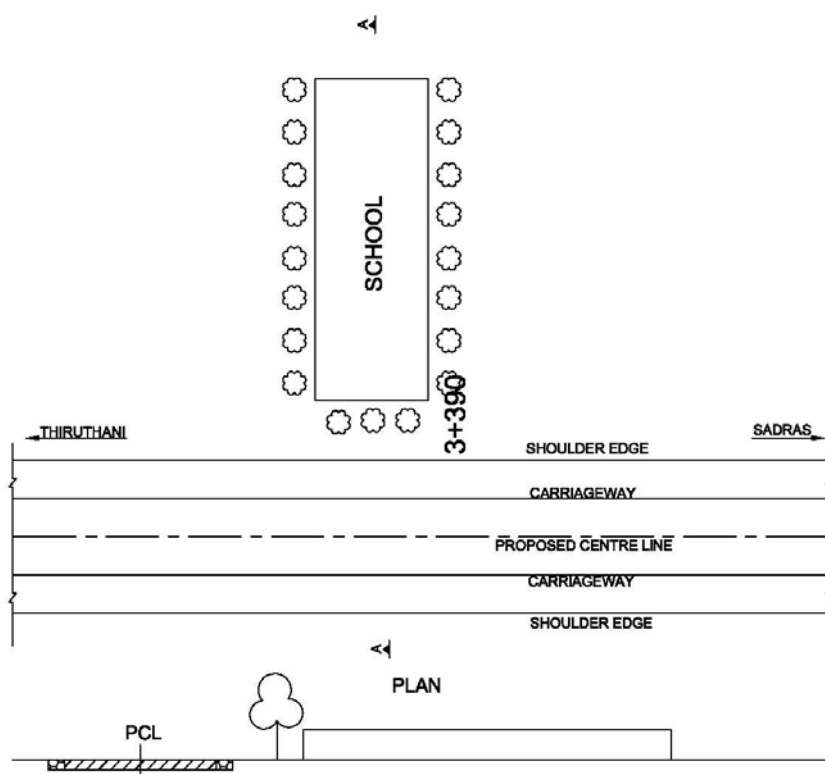 A
SCHOOL
3+390
THIRUTHANI
SADRAS
SHOULDER EDGE
CARRIAGEWAY
PROPOSED CENTRE LINE
CARRIAGEWAY
SHOULDER EDGE
A
PLAN
PCL